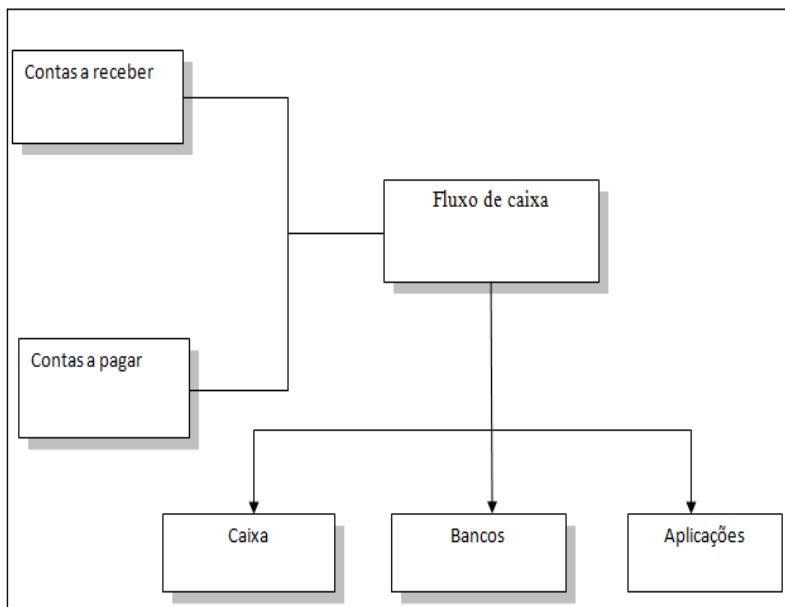 Contas a receber
Fluxo de caixa
Contas a pagar
Caixa
Bancos
Aplicações